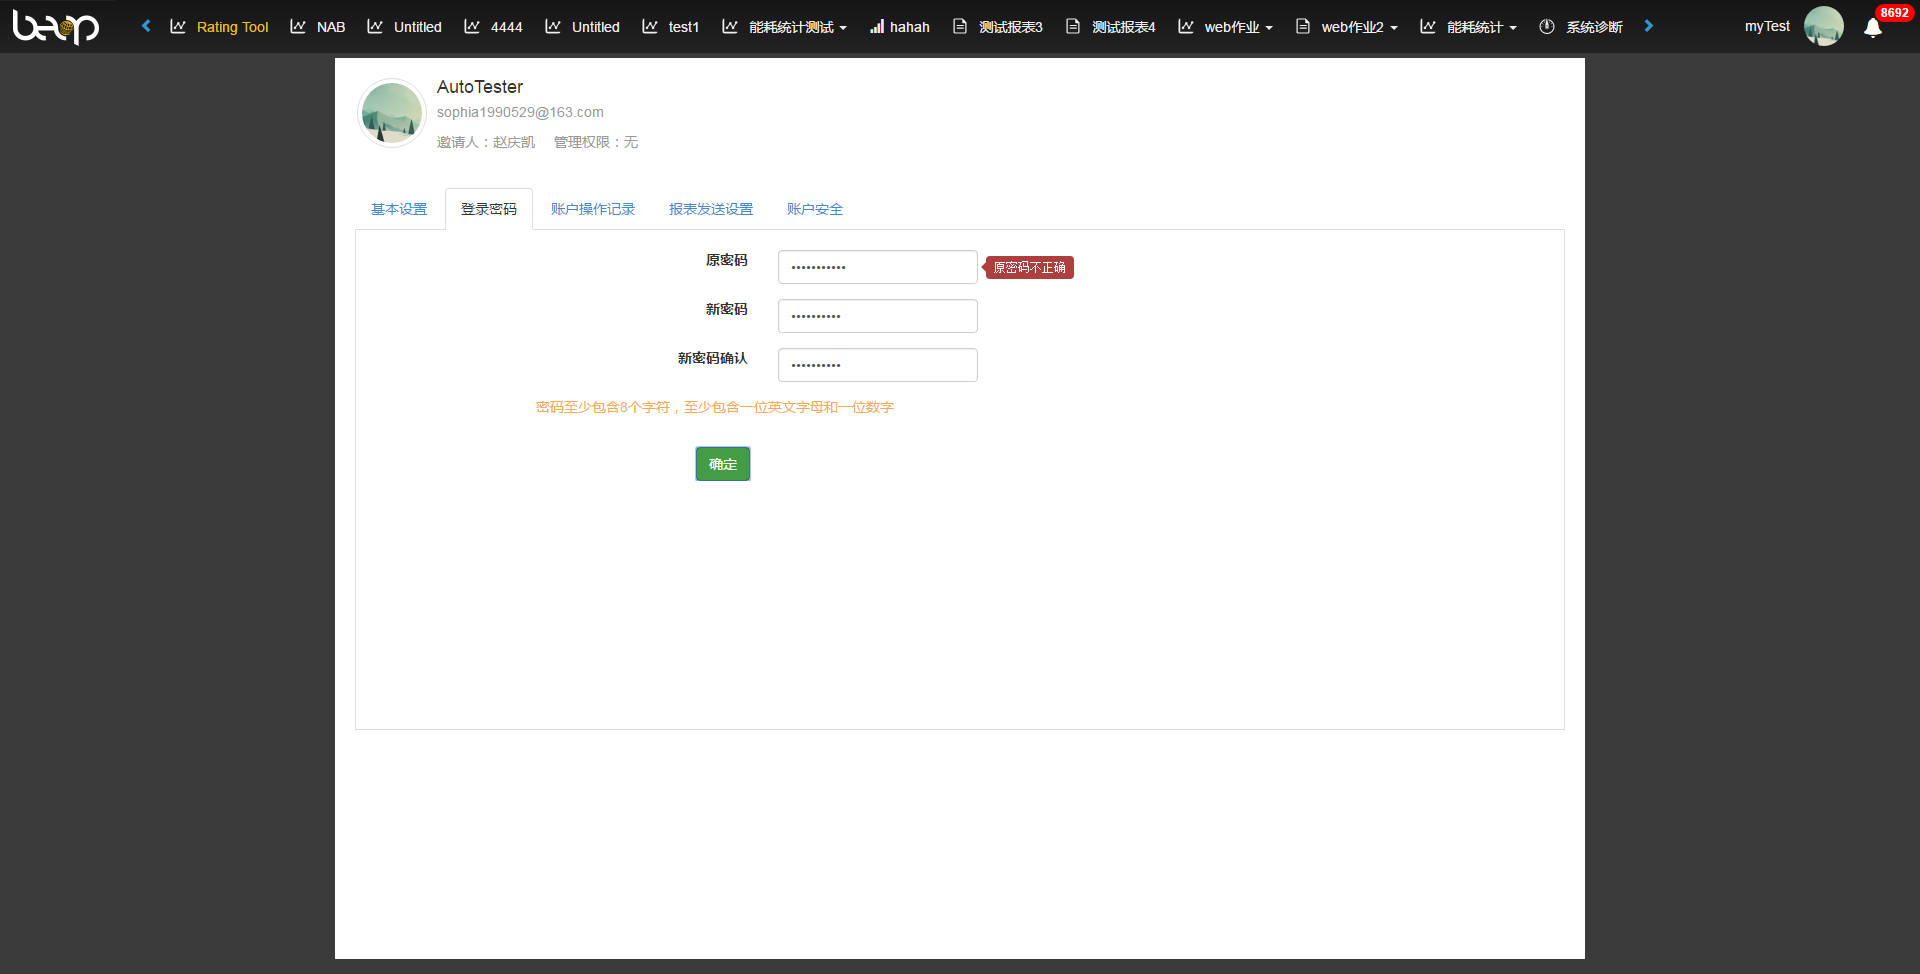 beop Rating Tool NAB Untitled 4444 Untitled test1 能耗统计测试 hahah 测试报表3 测试报表4 web作业 web作业2 能耗统计 系统诊断 myTest 8692
AutoTester
sophia1990529@163.com
邀请人：赵庆凯 管理权限：无
基本设置 登录密码 账户操作记录 报表发送设置 账户安全
原密码 ••••••••••• 原密码不正确
新密码 ••••••••••
新密码确认 ••••••••••
密码至少包含8个字符，至少包含一位英文字母和一位数字
确定